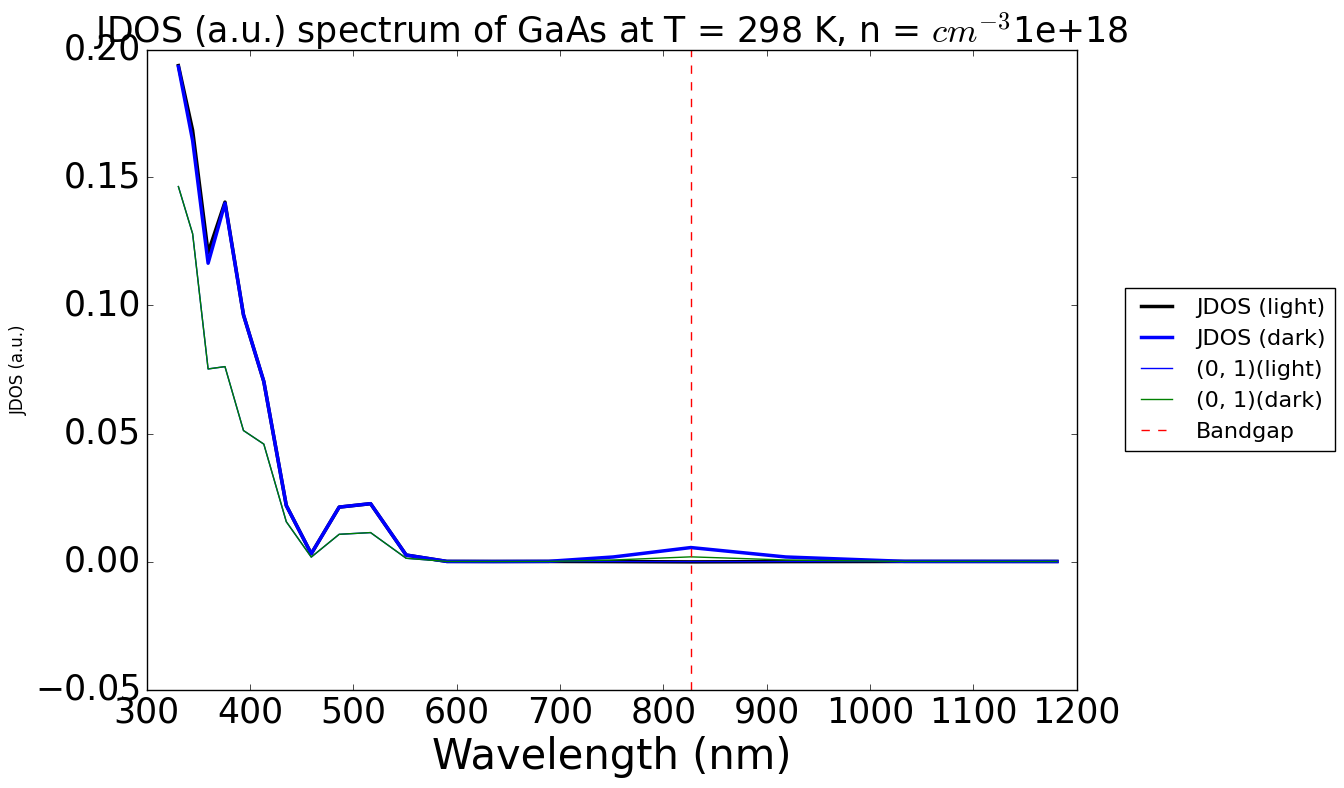 JDOS (a.u.) spectrum of GaAs at T = 298 K, n = cm⁻³1e+18
0.20
0.15
0.10
0.05
0.00
−0.05
JDOS (a.u.)
300 400 500 600 700 800 900 1000 1100 1200
Wavelength (nm)
JDOS (light)
JDOS (dark)
(0, 1)(light)
(0, 1)(dark)
Bandgap